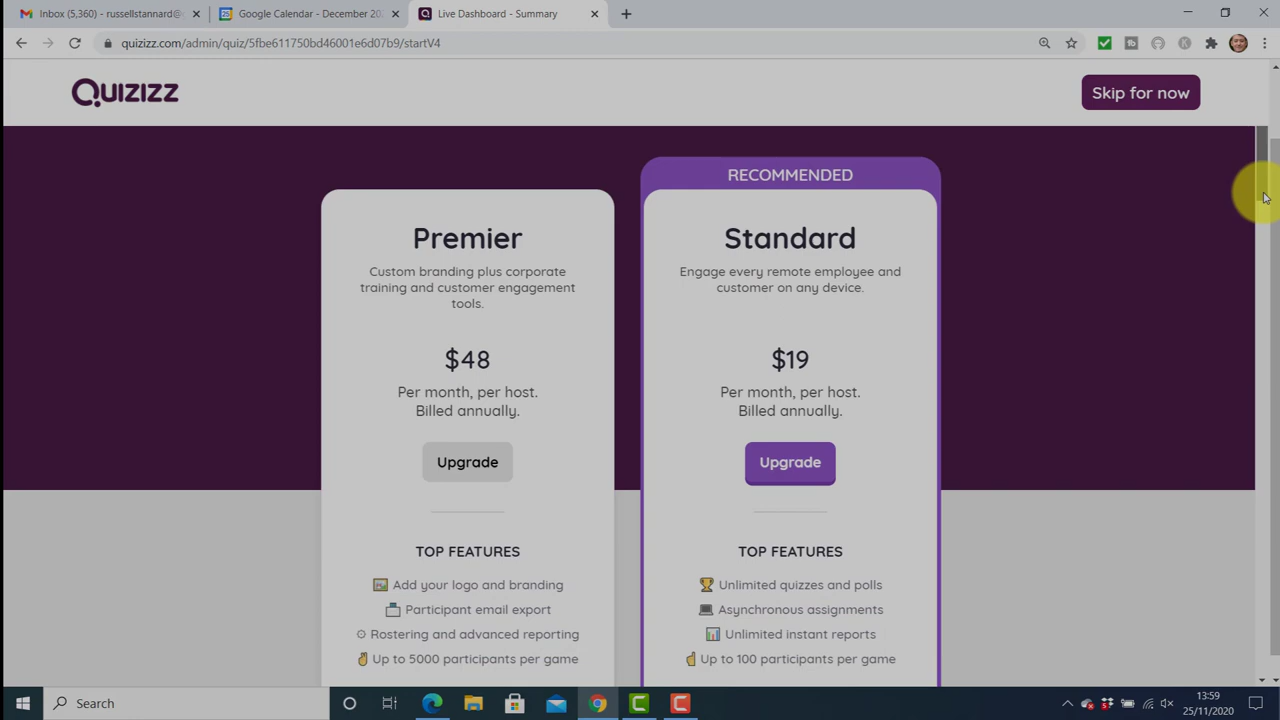 Inbox (5,360) - russellstannard@g
Google Calendar - December 202
Live Dashboard - Summary
quizizz.com/admin/quiz/5fbe611750bd46001e6d07b9/startV4
Quizizz
Skip for now
RECOMMENDED
Premier
Custom branding plus corporate
training and customer engagement
tools.
$48
Per month, per host.
Billed annually.
Upgrade
TOP FEATURES
Add your logo and branding
Participant email export
Rostering and advanced reporting
Up to 5000 participants per game
Standard
Engage every remote employee and
customer on any device.
$19
Per month, per host.
Billed annually.
Upgrade
TOP FEATURES
Unlimited quizzes and polls
Asynchronous assignments
Unlimited instant reports
Up to 100 participants per game
Search
13:59
25/11/2020